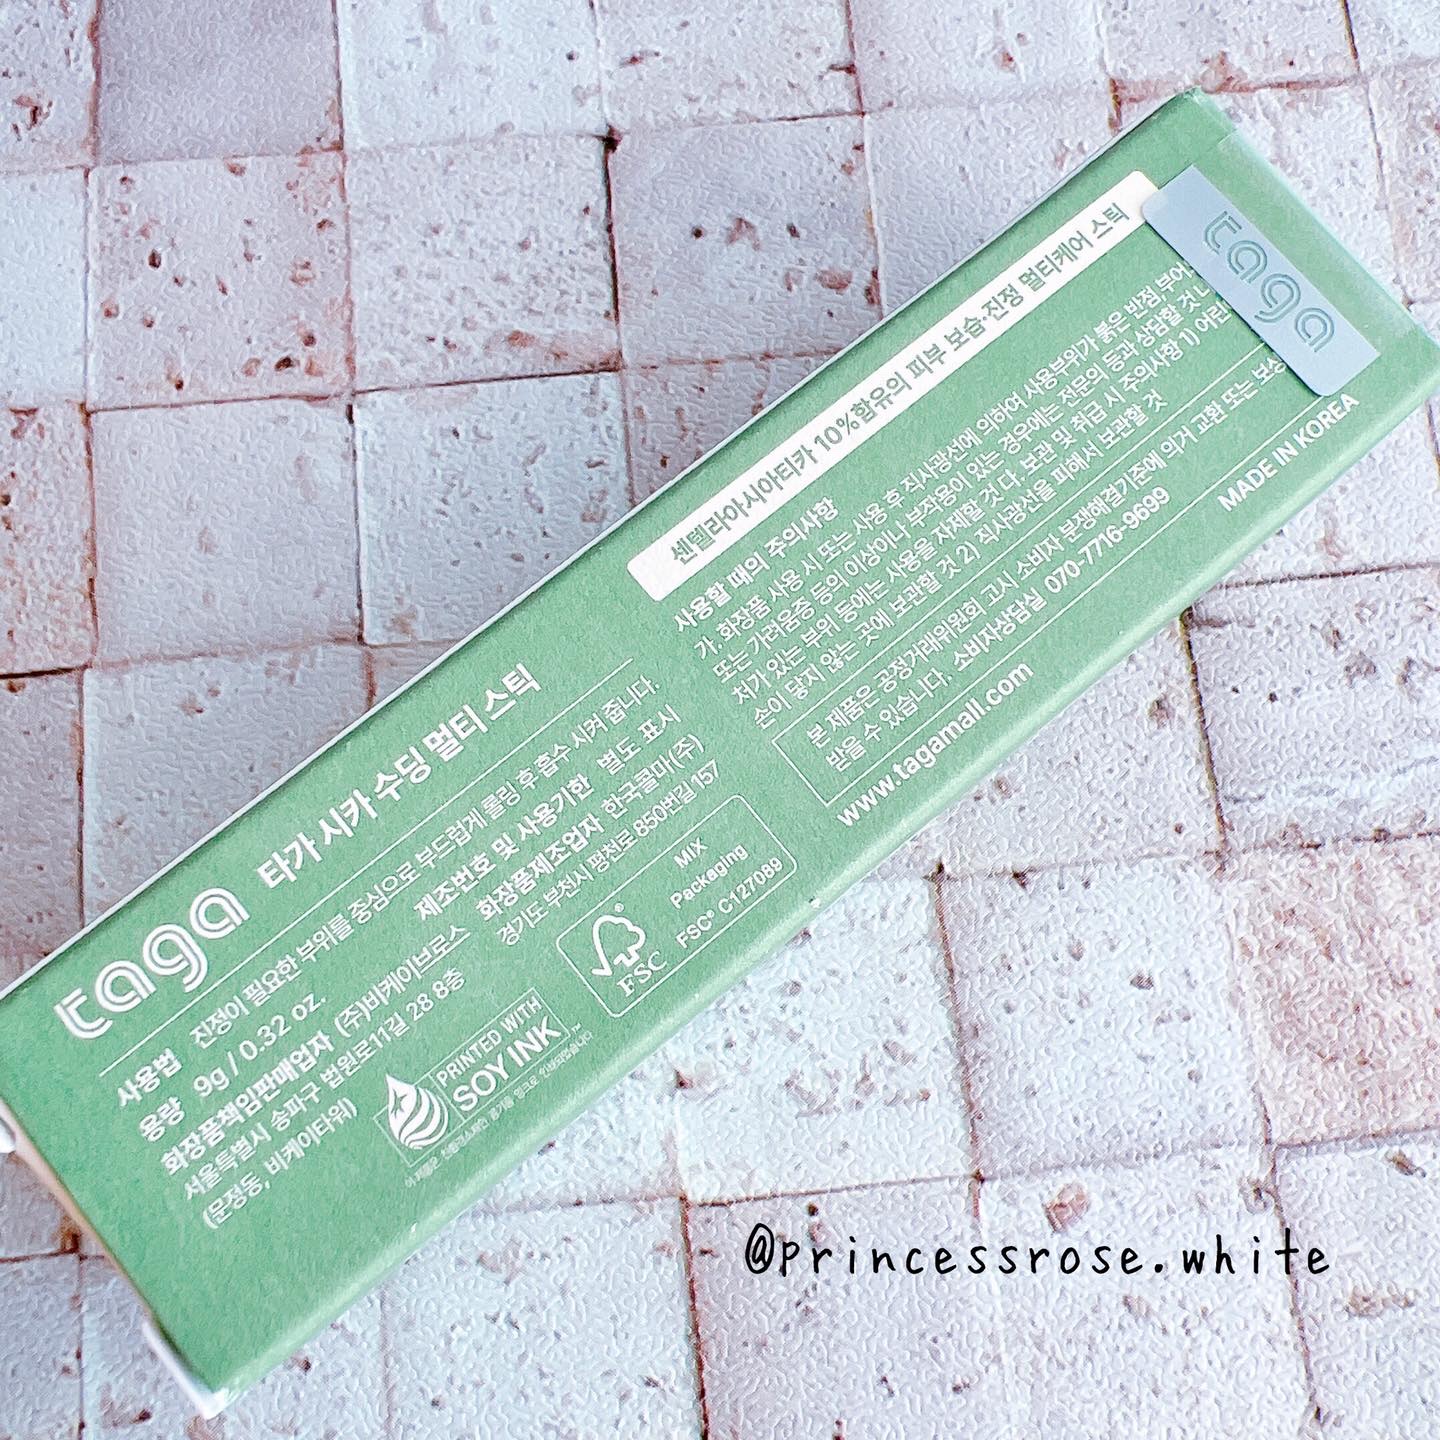 taga 타가 시카 수딩 멀티 스틱
사용법 진정이 필요한 부위를 중심으로 부드럽게 롤링 후 흡수 시켜 줍니다.
용량 9g / 0.32 oz. 제조번호 및 사용기한 별도 표시
화장품책임판매업자 (주)비케이브로스 화장품제조업자 한국콜마(주)
서울특별시 송파구 법원로11길 28 8층 경기도 부천시 평천로850번길 157
(문정동, 비케이타워)
PRINTED WITH
SOY INK™
FSC®
MIX
Packaging
FSC® C127089
센텔라아시아티카 10%함유의 피부 보습·진정 멀티케어 스틱
사용할 때의 주의사항
가. 화장품 사용 시 또는 사용 후 직사광선에 의하여 사용부위가 붉은 반점 부어
또는 가려움증 등의 이상이나 부작용이 있는 경우에는 전문의 등과 상담할 것
처가 있는 부위 등에는 사용을 자제할 것 다. 보관 및 취급 시 주의사항 1) 어린
손이 닿지 않는 곳에 보관할 것 2) 직사광선을 피해서 보관할 것
본 제품은 공정거래위원회 고시 소비자 분쟁해결기준에 의거 교환 또는 보상
받을 수 있습니다. 소비자상담실 070-7716-9699
www.tagamall.com
MADE IN KOREA
taga
@princessrose.white